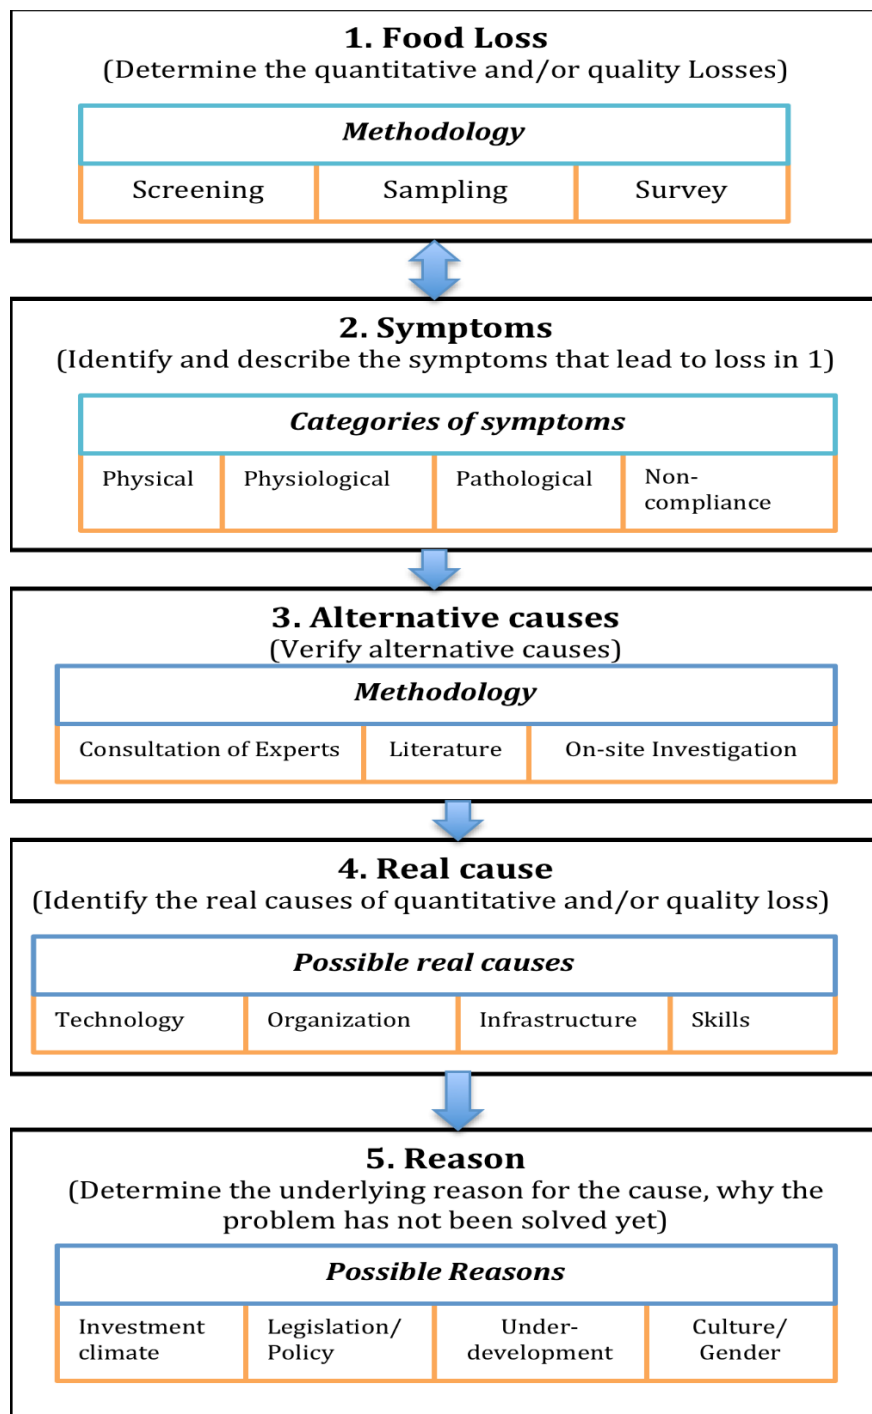 1. Food Loss
(Determine the quantitative and/or quality Losses)
Methodology
Screening
Sampling
Survey
2. Symptoms
(Identify and describe the symptoms that lead to loss in 1)
Categories of symptoms
Physical
Physiological
Pathological
Non-
compliance
3. Alternative causes
(Verify alternative causes)
Methodology
Consultation of Experts
Literature
On-site Investigation
4. Real cause
(Identify the real causes of quantitative and/or quality loss)
Possible real causes
Technology
Organization
Infrastructure
Skills
5. Reason
(Determine the underlying reason for the cause, why the
problem has not been solved yet)
Possible Reasons
Investment
climate
Legislation/
Policy
Under-
development
Culture/
Gender